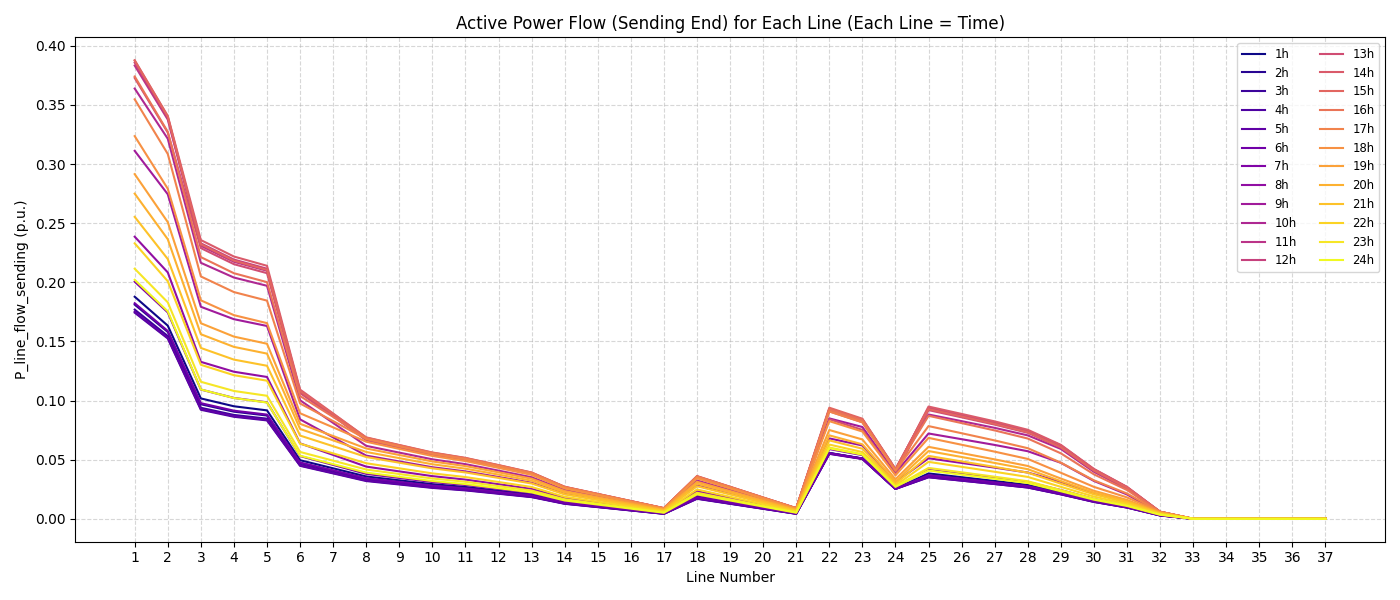 Active Power Flow (Sending End) for Each Line (Each Line = Time)
P_line_flow_sending (p.u.)
0.40
0.35
0.30
0.25
0.20
0.15
0.10
0.05
0.00
1h
2h
3h
4h
5h
6h
7h
8h
9h
10h
11h
12h
13h
14h
15h
16h
17h
18h
19h
20h
21h
22h
23h
24h
1 2 3 4 5 6 7 8 9 10 11 12 13 14 15 16 17 18 19 20 21 22 23 24 25 26 27 28 29 30 31 32 33 34 35 36 37
Line Number